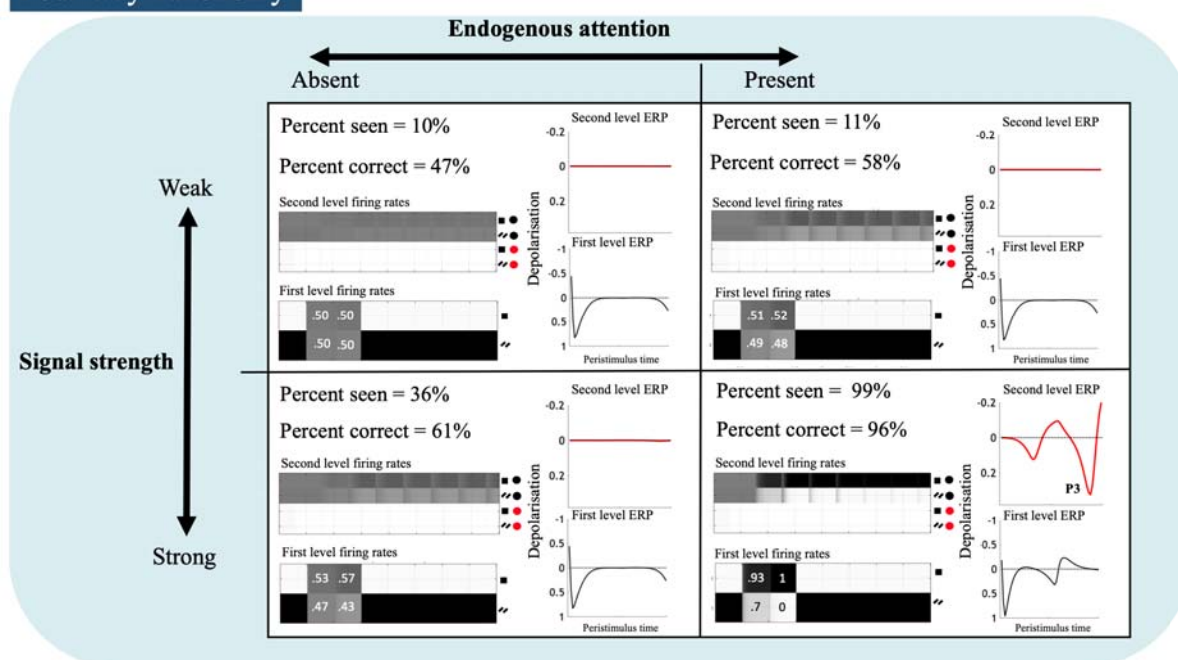 Endogenous attention
Absent
Present
Signal strength
Weak
Strong
Percent seen = 10%
Percent correct = 47%
Second level ERP
-0.2
0
0.2
Second level firing rates
Depolarisation
First level ERP
-1
-0.5
0
0.5
1
Peristimulus time
First level firing rates
.50 .50
.50 .50
Percent seen = 11%
Percent correct = 58%
Second level ERP
-0.2
0
0.2
Second level firing rates
Depolarisation
First level ERP
-1
-0.5
0
0.5
1
Peristimulus time
First level firing rates
.51 .52
.49 .48
Percent seen = 36%
Percent correct = 61%
Second level ERP
-0.2
0
0.2
Second level firing rates
Depolarisation
First level ERP
-1
-0.5
0
0.5
1
Peristimulus time
First level firing rates
.53 .57
.47 .43
Percent seen = 99%
Percent correct = 96%
Second level ERP
-0.2
0
0.2
P3
Second level firing rates
Depolarisation
First level ERP
-1
0
0.5
1
Peristimulus time
First level firing rates
.93 1
.7 0